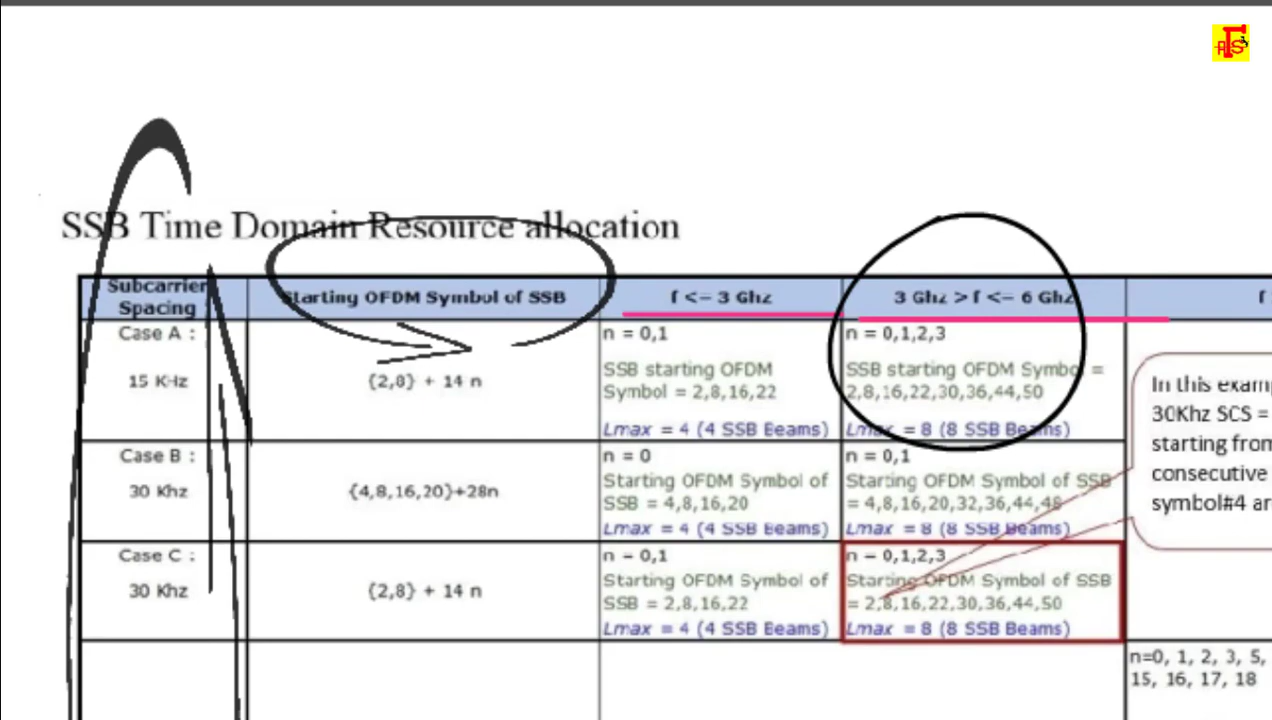 SSB Time Domain Resource allocation
Subcarrier
Spacing
Starting OFDM Symbol of SSB
f <= 3 Ghz
3 Ghz > f <= 6 Ghz
f
Case A :
15 KHz
{2,8} + 14 n
n = 0,1
SSB starting OFDM
Symbol = 2,8,16,22
Lmax = 4 (4 SSB Beams)
n = 0,1,2,3
SSB starting OFDM Symbol =
2,8,16,22,30,36,44,50
Lmax = 8 (8 SSB Beams)
Case B :
30 Khz
{4,8,16,20}+28n
n = 0
Starting OFDM Symbol of
SSB = 4,8,16,20
Lmax = 4 (4 SSB Beams)
n = 0,1
Starting OFDM Symbol of SSB
= 4,8,16,20,32,36,44,48
Lmax = 8 (8 SSB Beams)
Case C :
30 Khz
{2,8} + 14 n
n = 0,1
Starting OFDM Symbol of
SSB = 2,8,16,22
Lmax = 4 (4 SSB Beams)
n = 0,1,2,3
Starting OFDM Symbol of SSB
= 2,8,16,22,30,36,44,50
Lmax = 8 (8 SSB Beams)
In this exam
30Khz SCS =
starting from
consecutive
symbol#4 ar
n=0, 1, 2, 3, 5,
15, 16, 17, 18